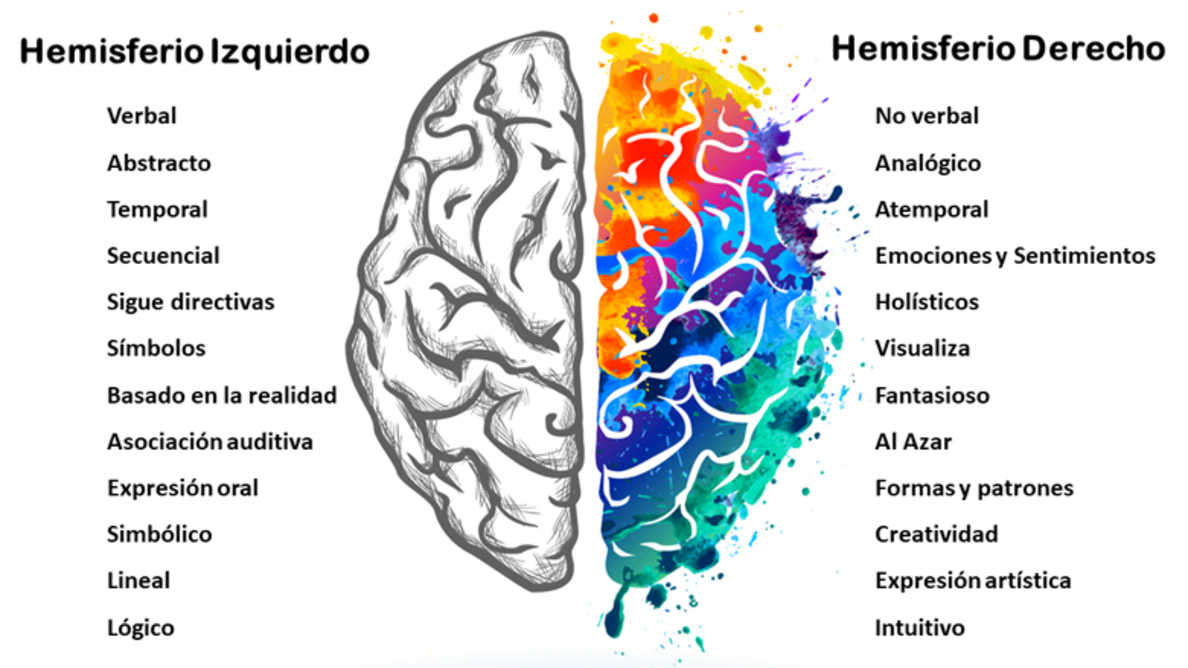 Hemisferio Izquierdo
Verbal
Abstracto
Temporal
Secuencial
Sigue directivas
Símbolos
Basado en la realidad
Asociación auditiva
Expresión oral
Simbólico
Lineal
Lógico
Hemisferio Derecho
No verbal
Analógico
Atemporal
Emociones y Sentimientos
Holísticos
Visualiza
Fantasioso
Al Azar
Formas y patrones
Creatividad
Expresión artística
Intuitivo